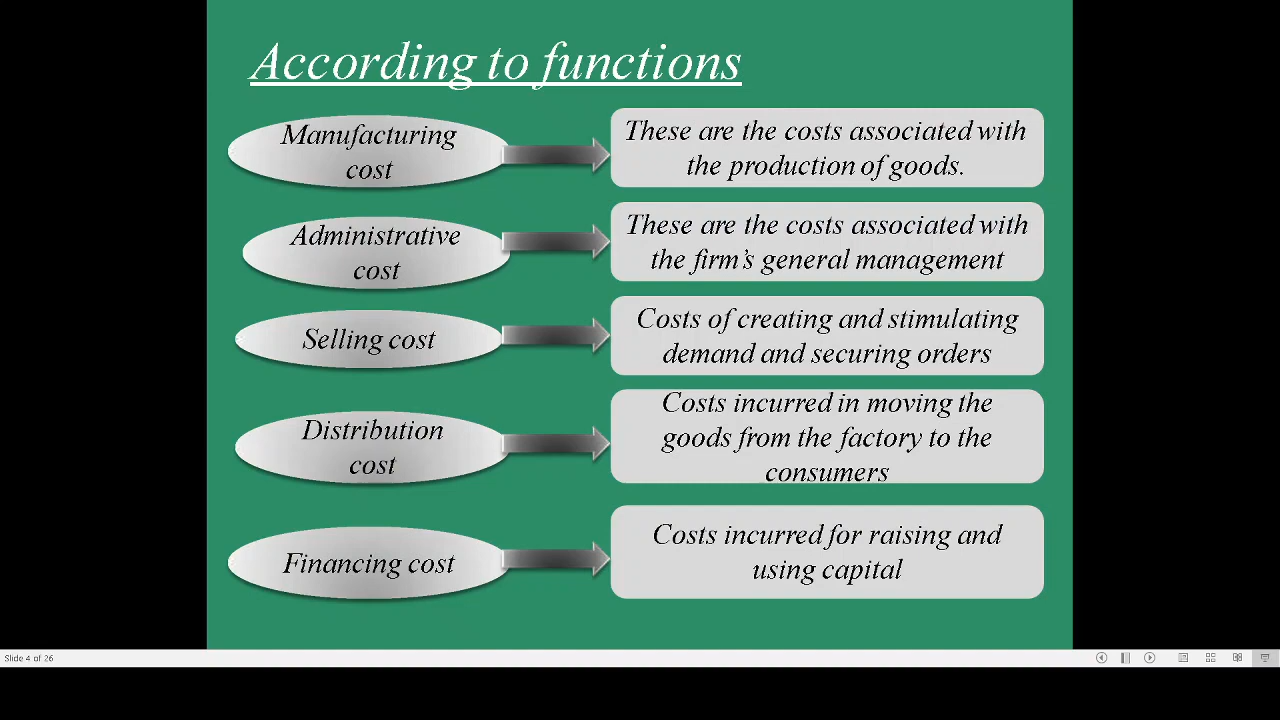 According to functions
Manufacturing
cost
These are the costs associated with
the production of goods.
Administrative
cost
These are the costs associated with
the firm's general management
Selling cost
Costs of creating and stimulating
demand and securing orders
Distribution
cost
Costs incurred in moving the
goods from the factory to the
consumers
Financing cost
Costs incurred for raising and
using capital
Slide 4 of 26